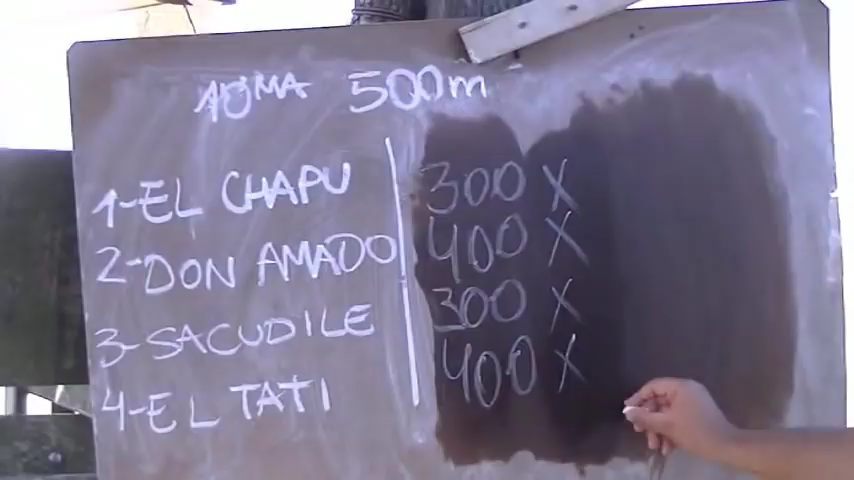 10MA 500m
1-EL CHAPU 300 X
2-DON AMADO 400 X
3-SACUDILE 300 X
4-EL TATI 400 X